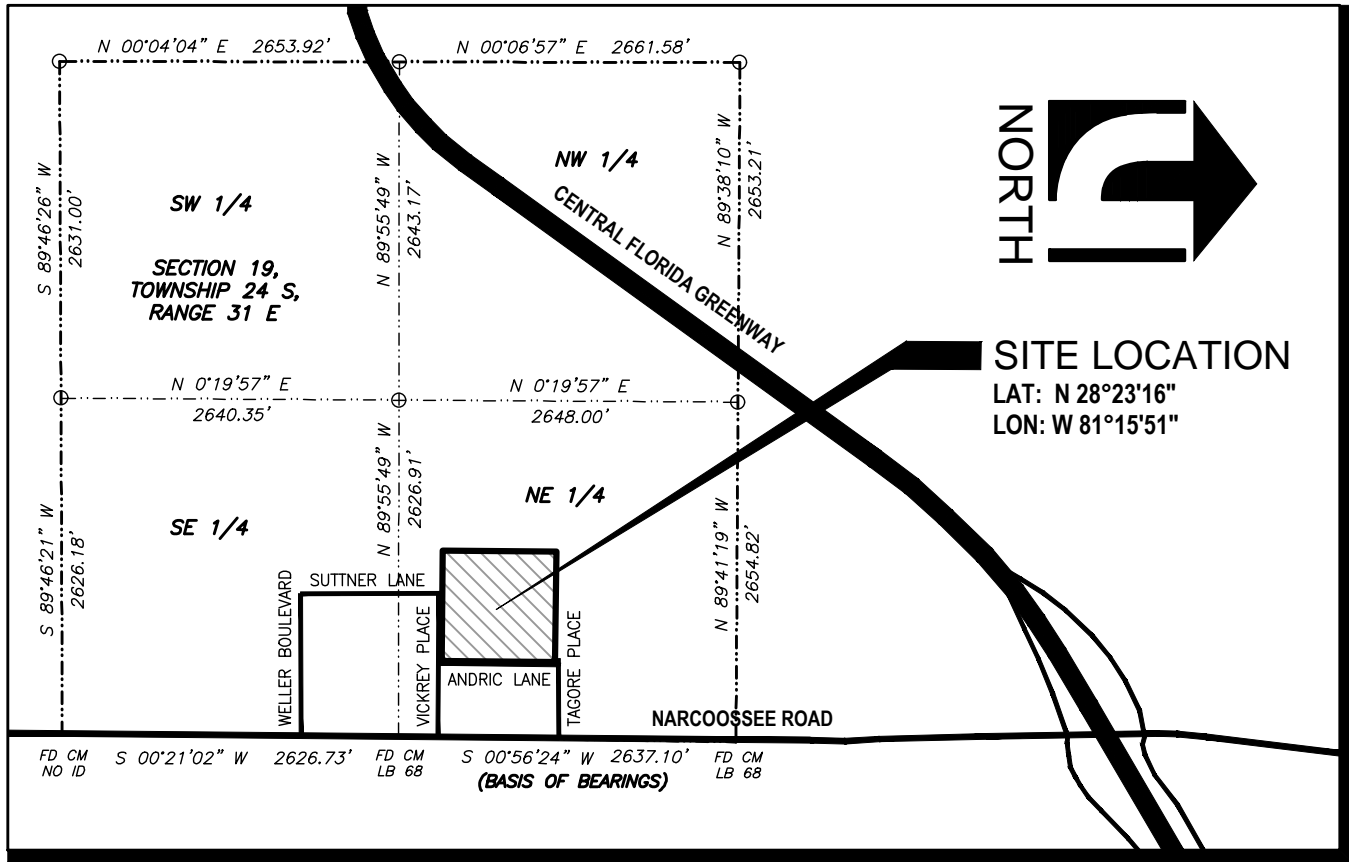 N 00°04'04" E 2653.92'
N 00°06'57" E 2661.58'
NORTH
S 89°46'26" W
2631.00'
SW 1/4
SECTION 19,
TOWNSHIP 24 S,
RANGE 31 E
N 89°55'49" W
2643.17'
NW 1/4
CENTRAL FLORIDA GREENWAY
N 89°38'10" W
2653.21'
SITE LOCATION
LAT: N 28°23'16"
LON: W 81°15'51"
N 0°19'57" E
2640.35'
N 0°19'57" E
2648.00'
S 89°46'21" W
2626.18'
SE 1/4
N 89°55'49" W
2626.91'
NE 1/4
N 89°41'19" W
2654.82'
WELLER BOULEVARD
SUTTNER LANE
VICKREY PLACE
ANDRIC LANE
TAGORE PLACE
NARCOOSSEE ROAD
FD CM
NO ID
S 00°21'02" W 2626.73'
FD CM
LB 68
S 00°56'24" W 2637.10'
(BASIS OF BEARINGS)
FD CM
LB 68